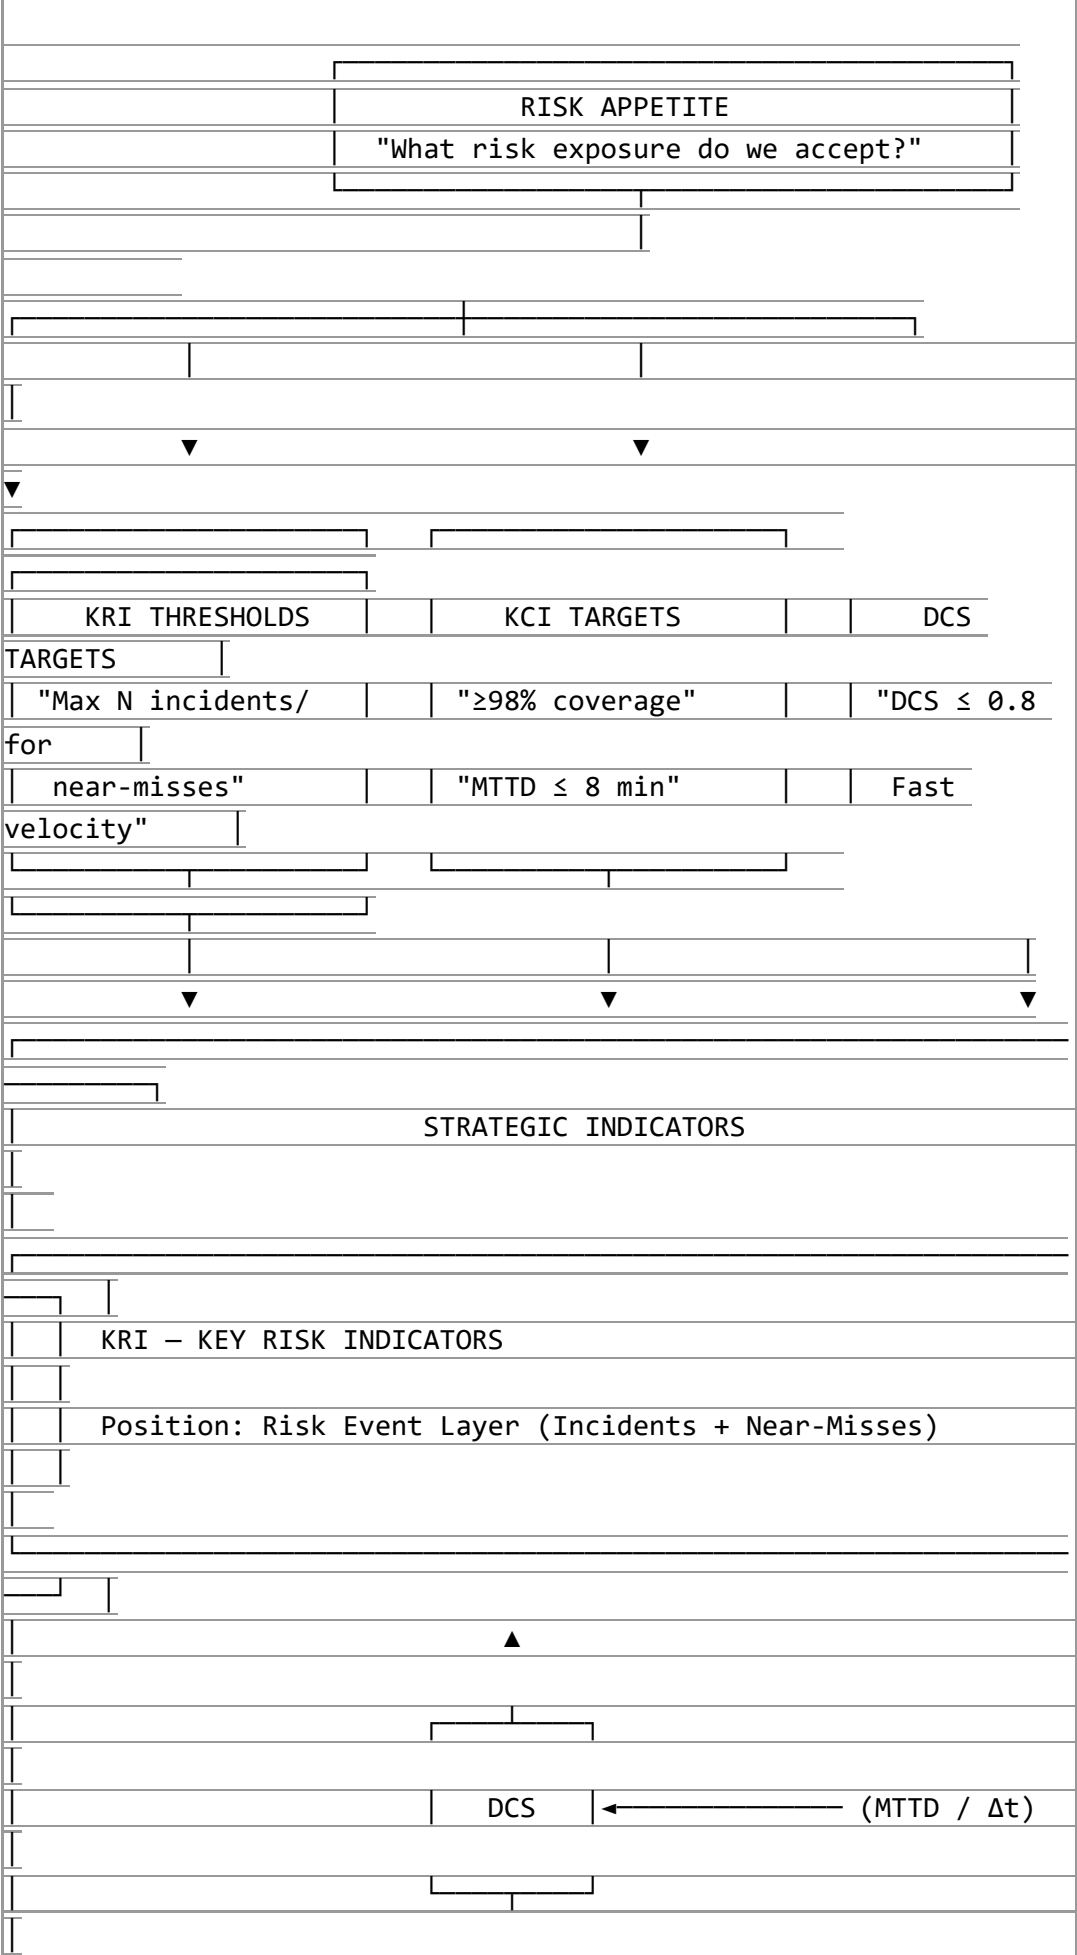 RISK APPETITE
"What risk exposure do we accept?"
▼ ▼
▼
KRI THRESHOLDS KCI TARGETS DCS
TARGETS
"Max N incidents/ "≥98% coverage" "DCS ≤ 0.8
for
near-misses" "MTTD ≤ 8 min" Fast
velocity"
▼ ▼ ▼
STRATEGIC INDICATORS
KRI — KEY RISK INDICATORS
Position: Risk Event Layer (Incidents + Near-Misses)
▲
DCS ◄ (MTTD / Δt)